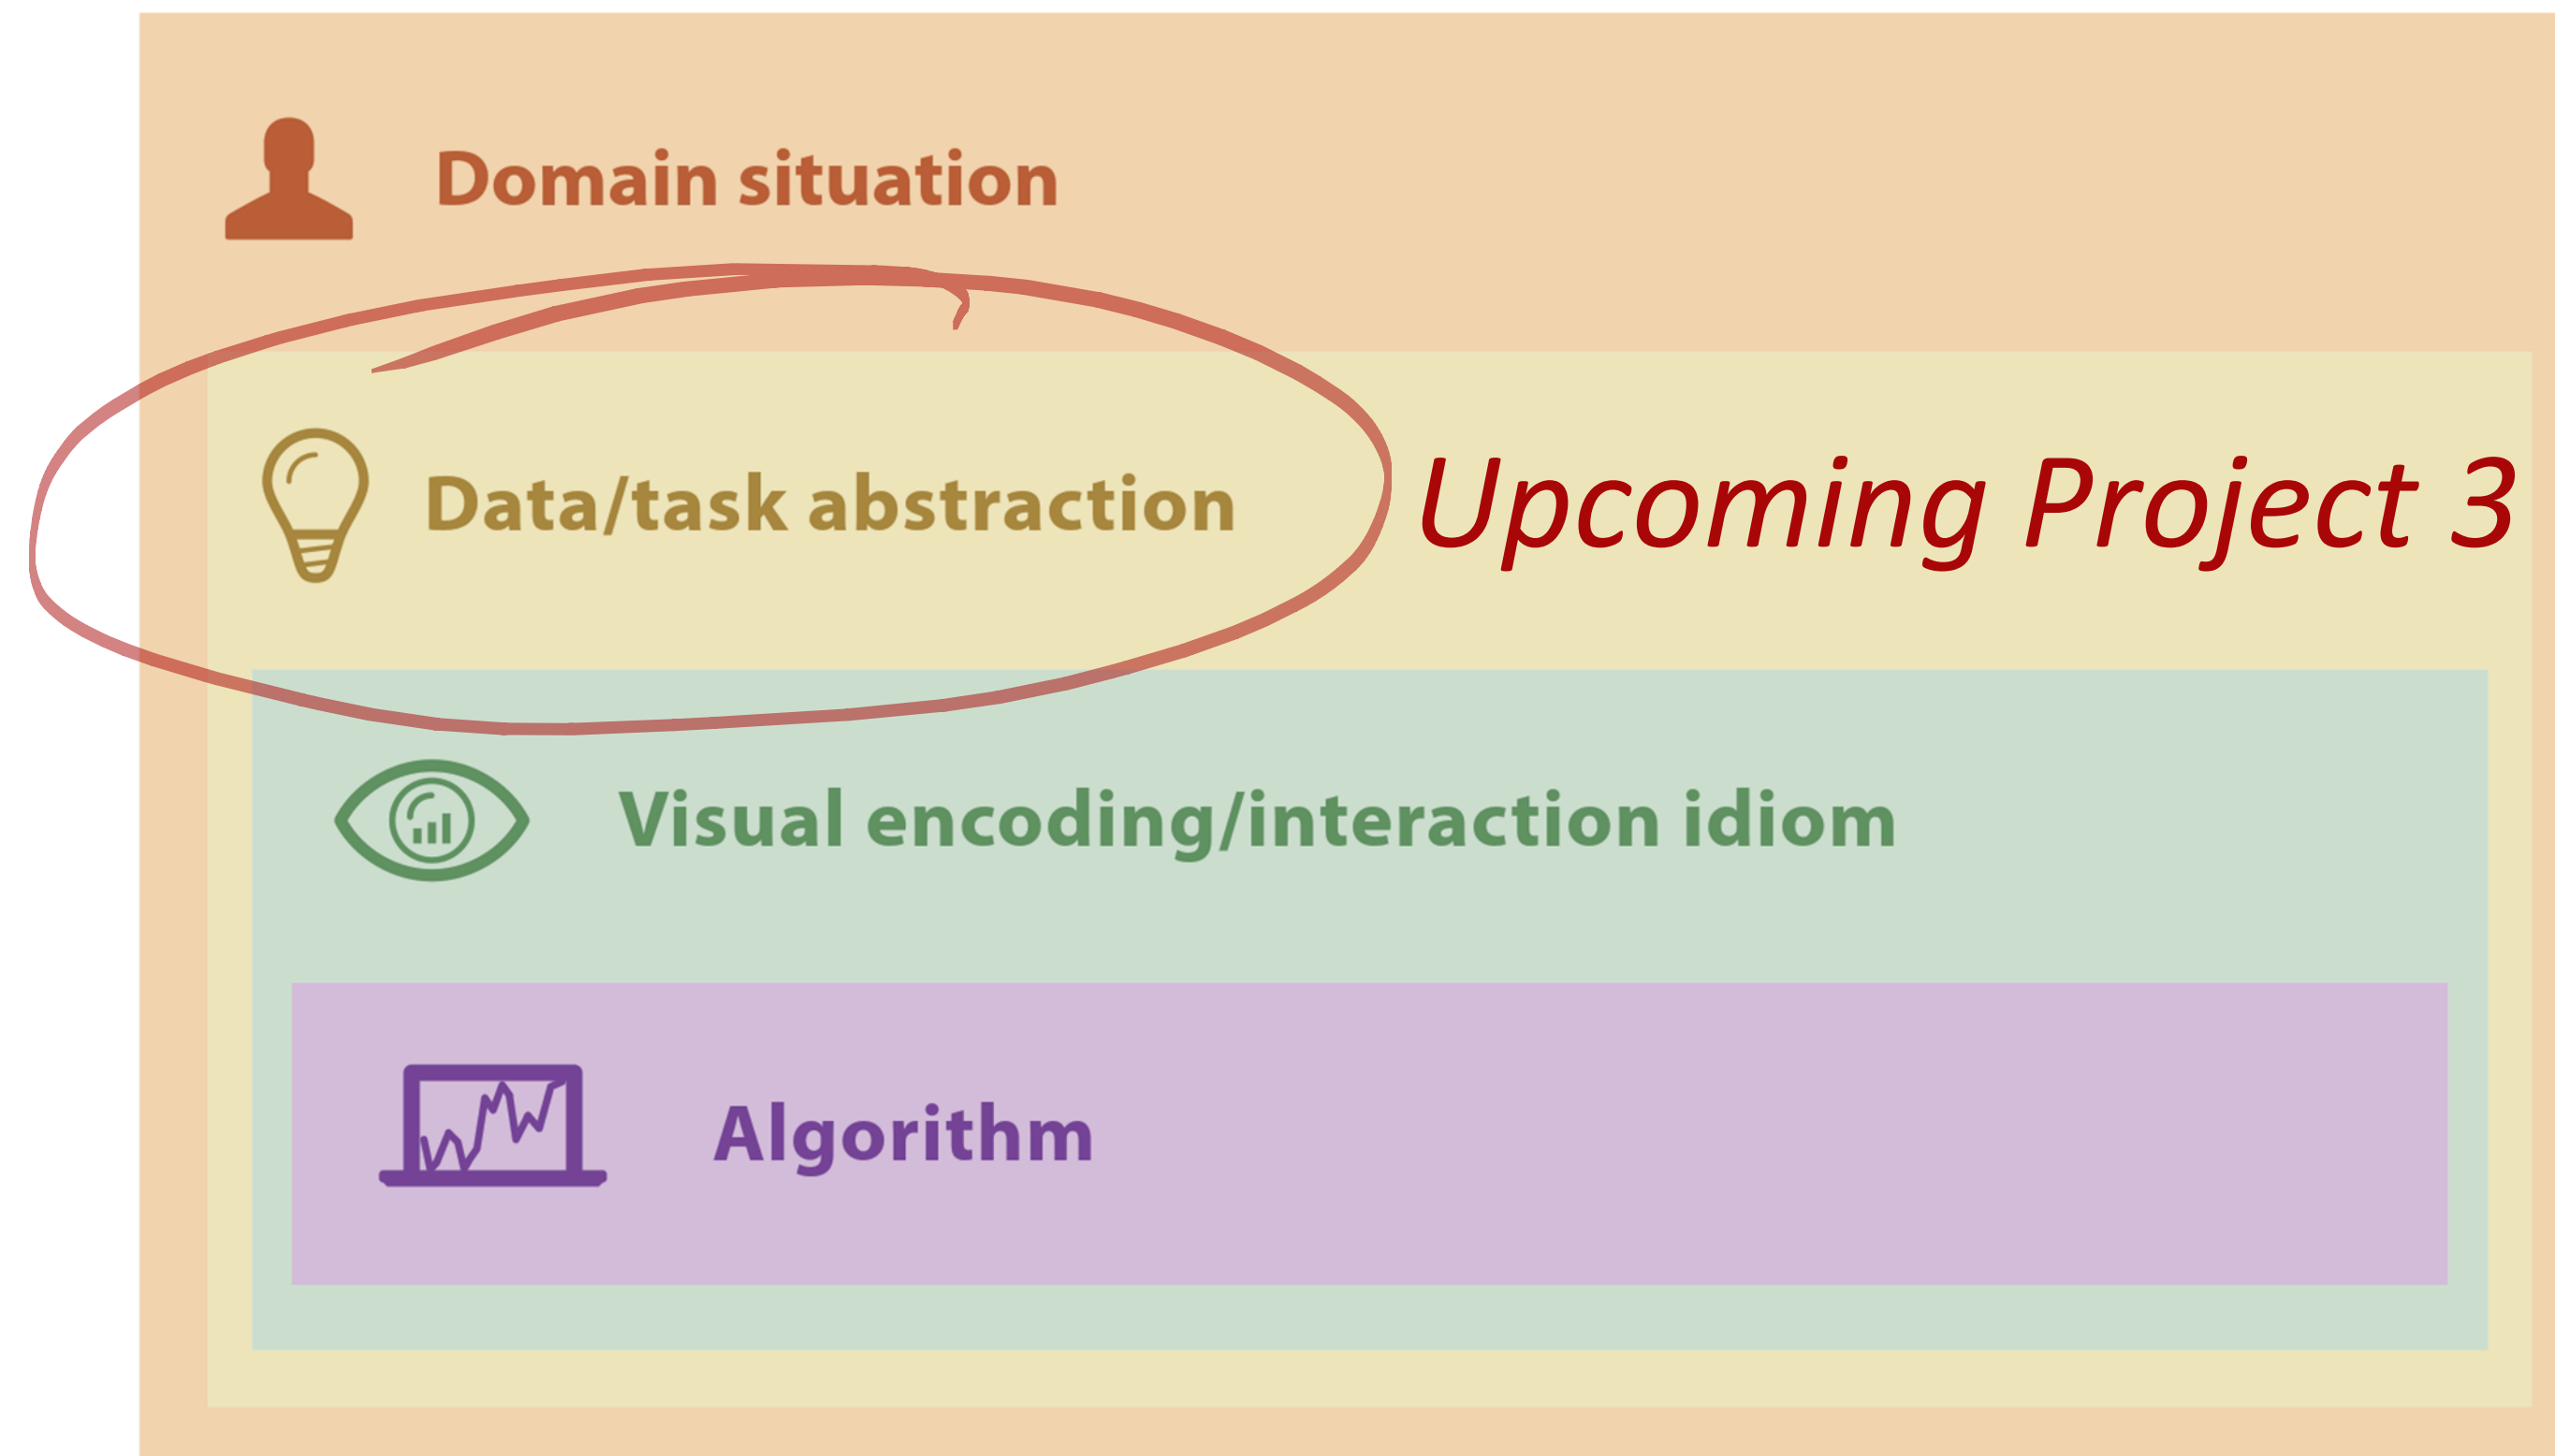 Domain situation
Data/task abstraction
Upcoming Project 3
Visual encoding/interaction idiom
Algorithm